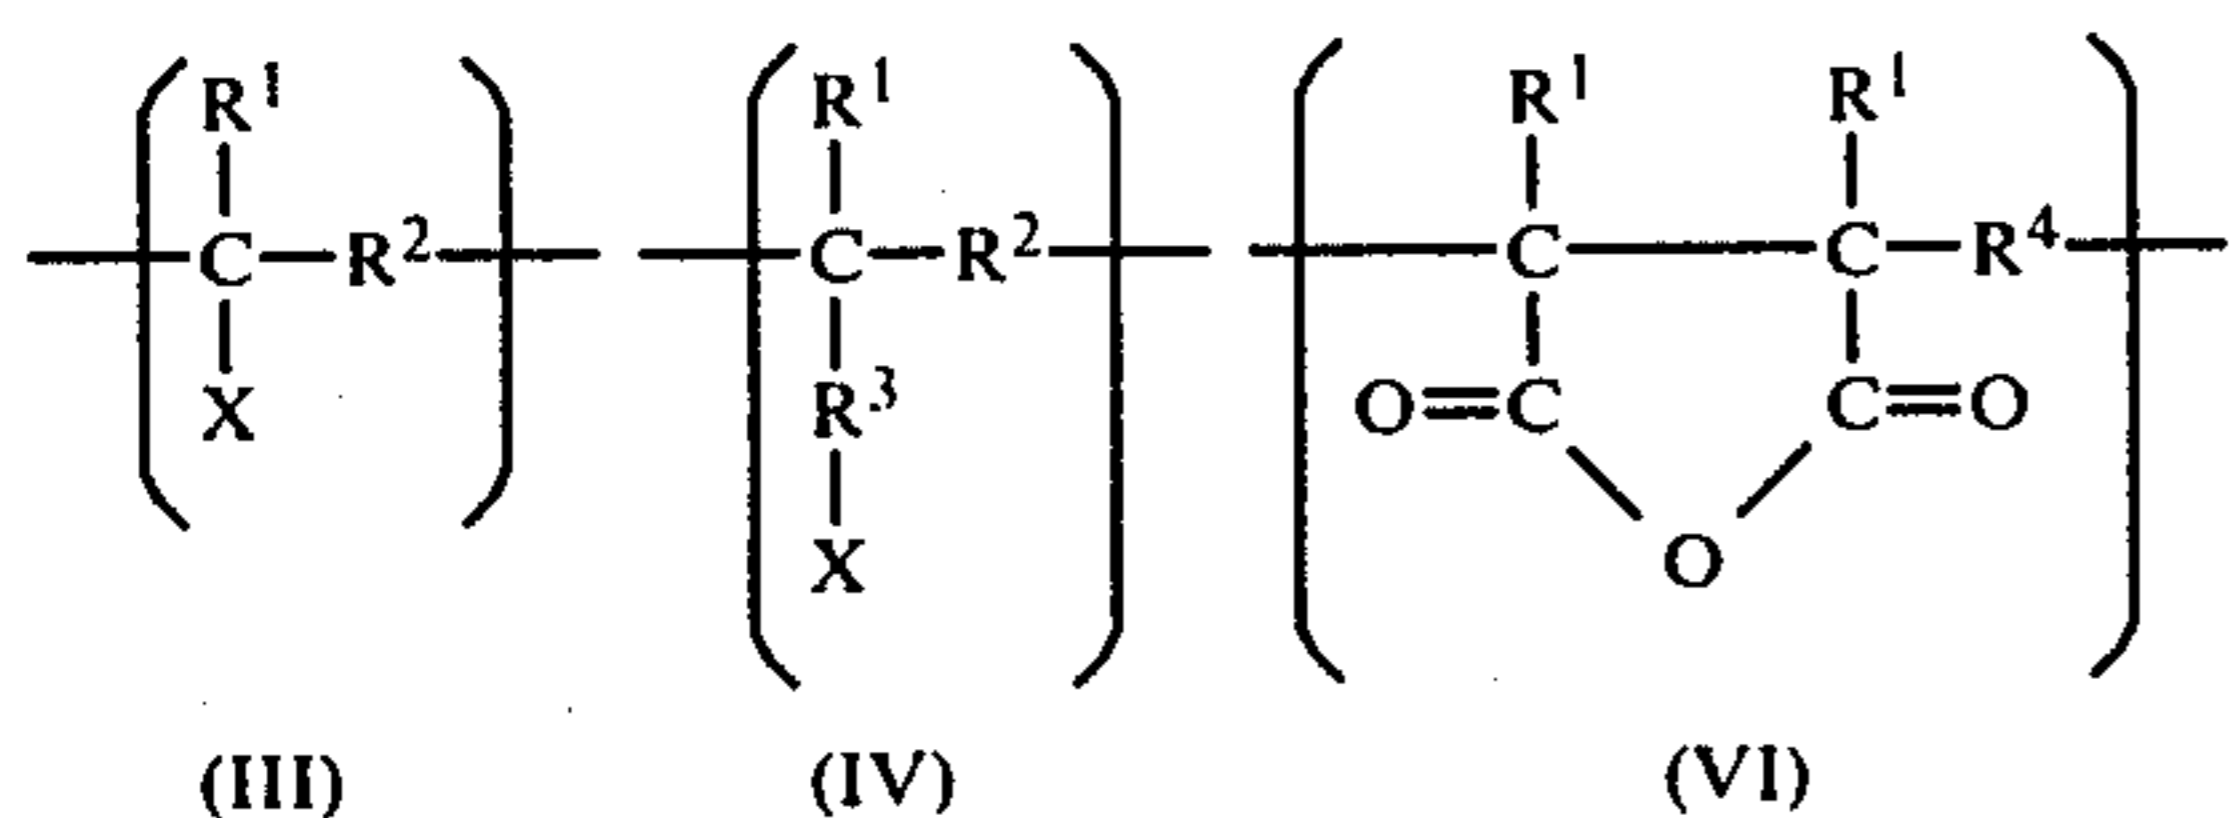 R¹ R¹ R¹ R¹
C R² C R² C C R⁴
X R³ O C C O
X O
(III) (IV) (VI)